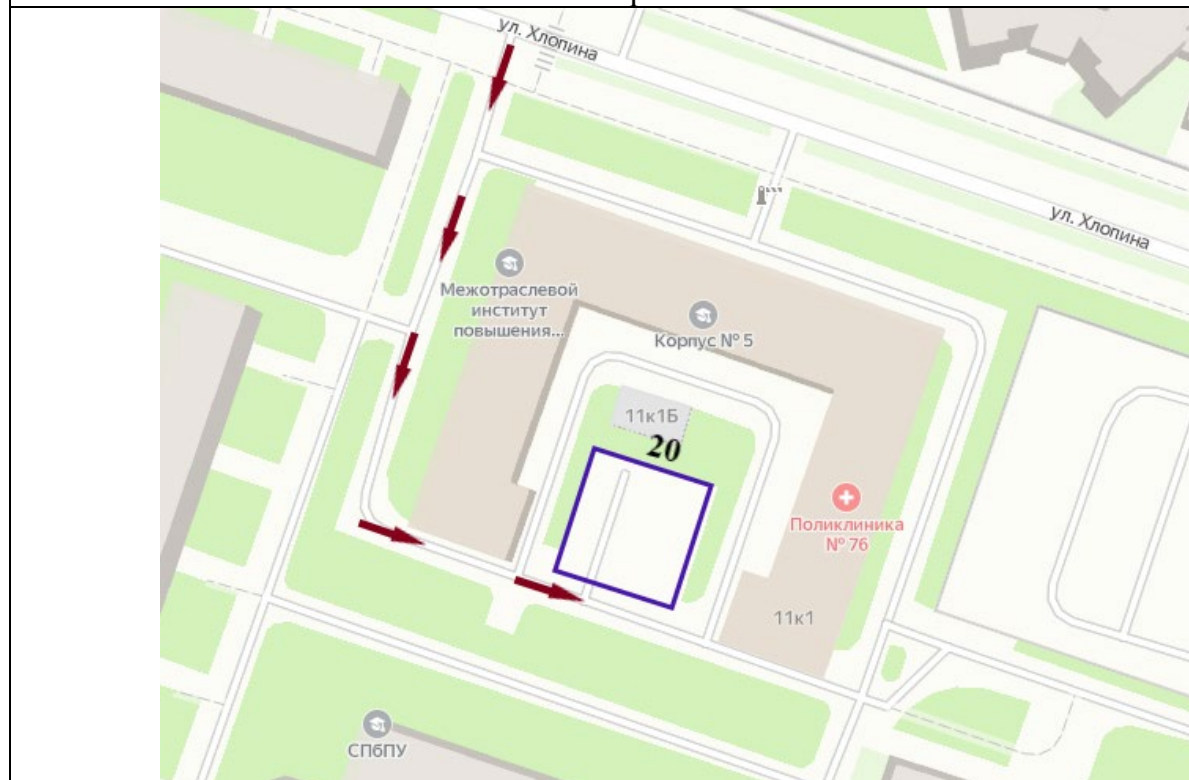 ул. Хлопина
ул. Хлопина
Межотраслевой
институт
повышения...
Корпус № 5
11к1Б
20
Поликлиника
№ 76
11к1
СПбПУ